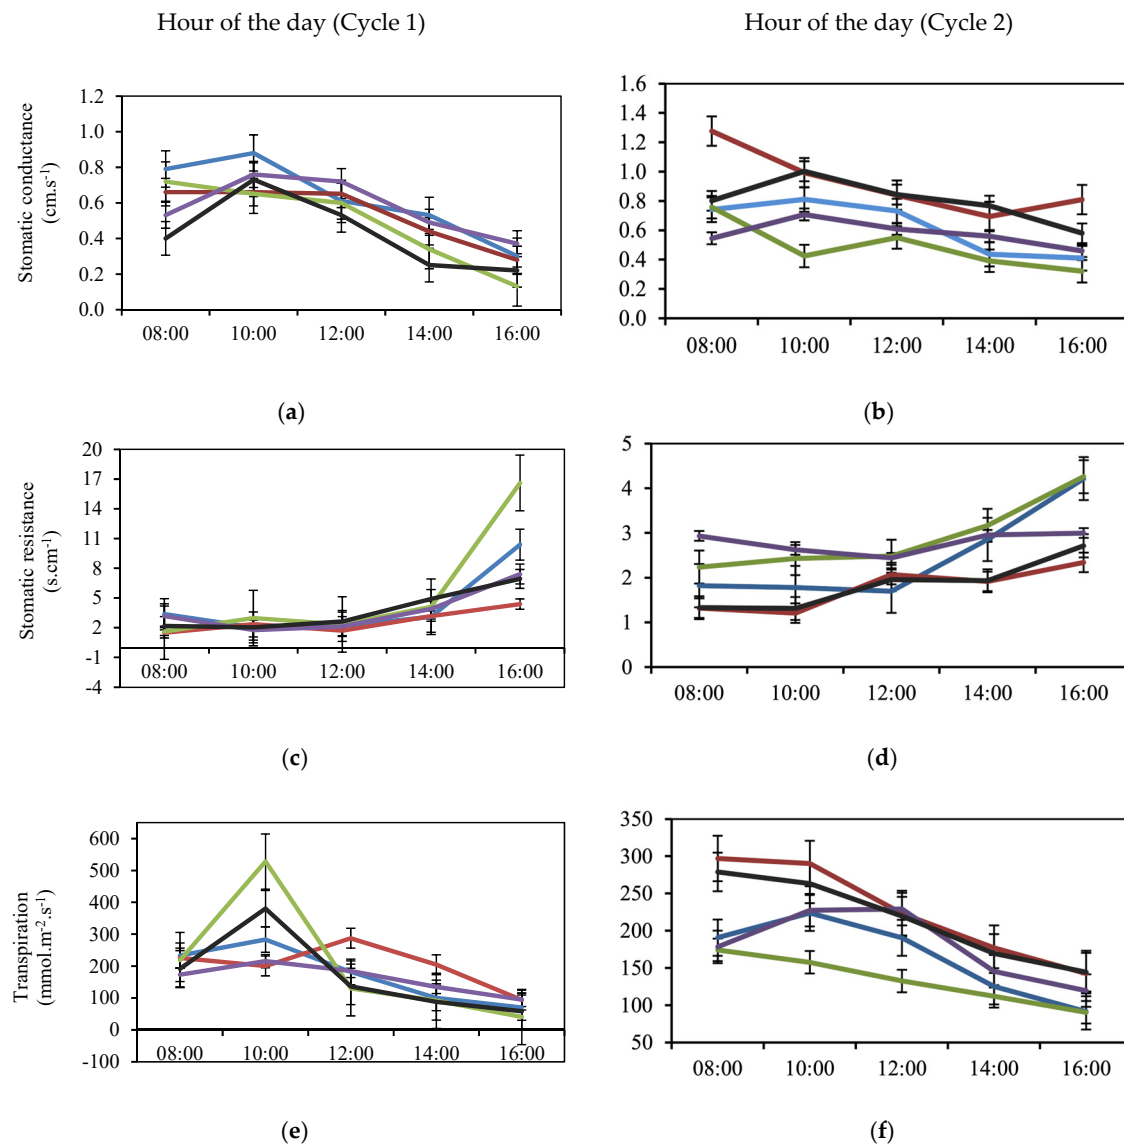 Hour of the day (Cycle 1)
Hour of the day (Cycle 2)
Stomatic conductance
(cm.s-1)
1.2
1.0
0.8
0.6
0.4
0.2
0.0
08:00 10:00 12:00 14:00 16:00
(a)
1.6
1.4
1.2
1.0
0.8
0.6
0.4
0.2
0.0
08:00 10:00 12:00 14:00 16:00
(b)
Stomatic resistance
(s.cm-1)
20
17
14
11
8
5
2
-1
-4
08:00 10:00 12:00 14:00 16:00
(c)
5
4
3
2
1
0
08:00 10:00 12:00 14:00 16:00
(d)
Transpiration
(mmol.m-2.s-1)
600
500
400
300
200
100
0
-100
08:00 10:00 12:00 14:00 16:00
(e)
350
300
250
200
150
100
50
08:00 10:00 12:00 14:00 16:00
(f)